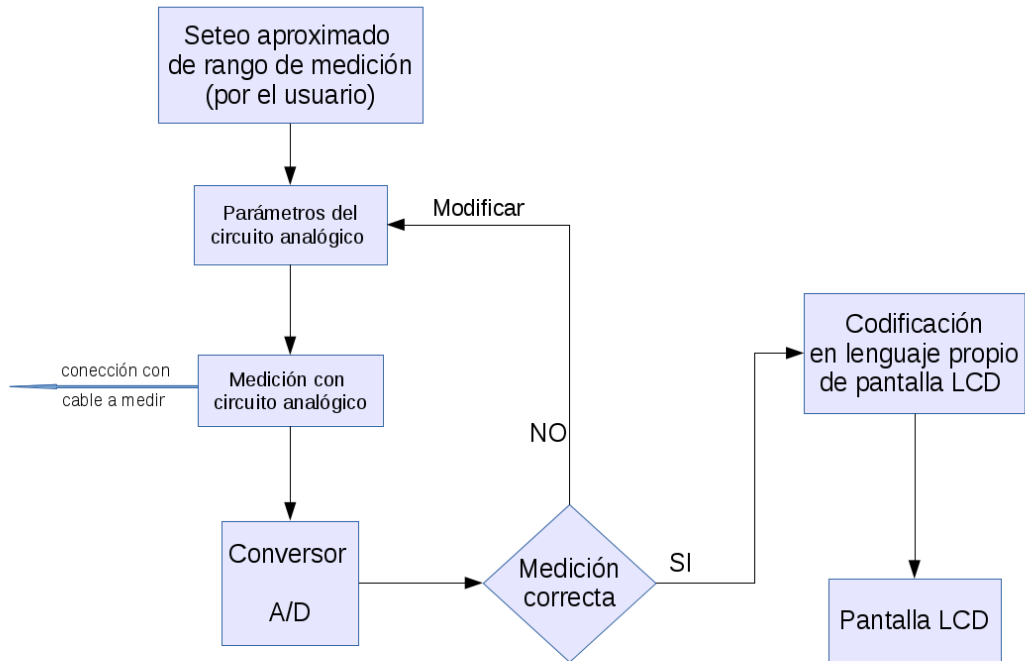 Seteo aproximado
de rango de medición
(por el usuario)
Parámetros del
circuito analógico
Modificar
conección con
cable a medir
Medición con
circuito analógico
Conversor
A/D
Medición
correcta
NO
SI
Codificación
en lenguaje propio
de pantalla LCD
Pantalla LCD